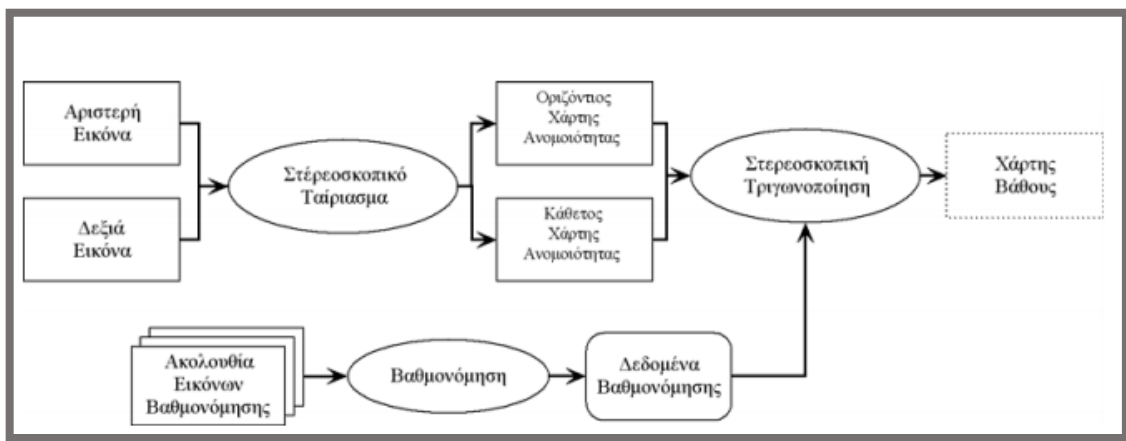 Αριστερή
Εικόνα
Δεξιά
Εικόνα
Στέρεοσκοπικό
Ταίριασμα
Οριζόντιος
Χάρτης
Ανομοιότητας
Κάθετος
Χάρτης
Ανομοιότητας
Στερεοσκοπική
Τριγωνοποίηση
Χάρτης
Βάθους
Ακολουθία
Εικόνων
Βαθμονόμησης
Βαθμονόμηση
Δεδομένα
Βαθμονόμησης